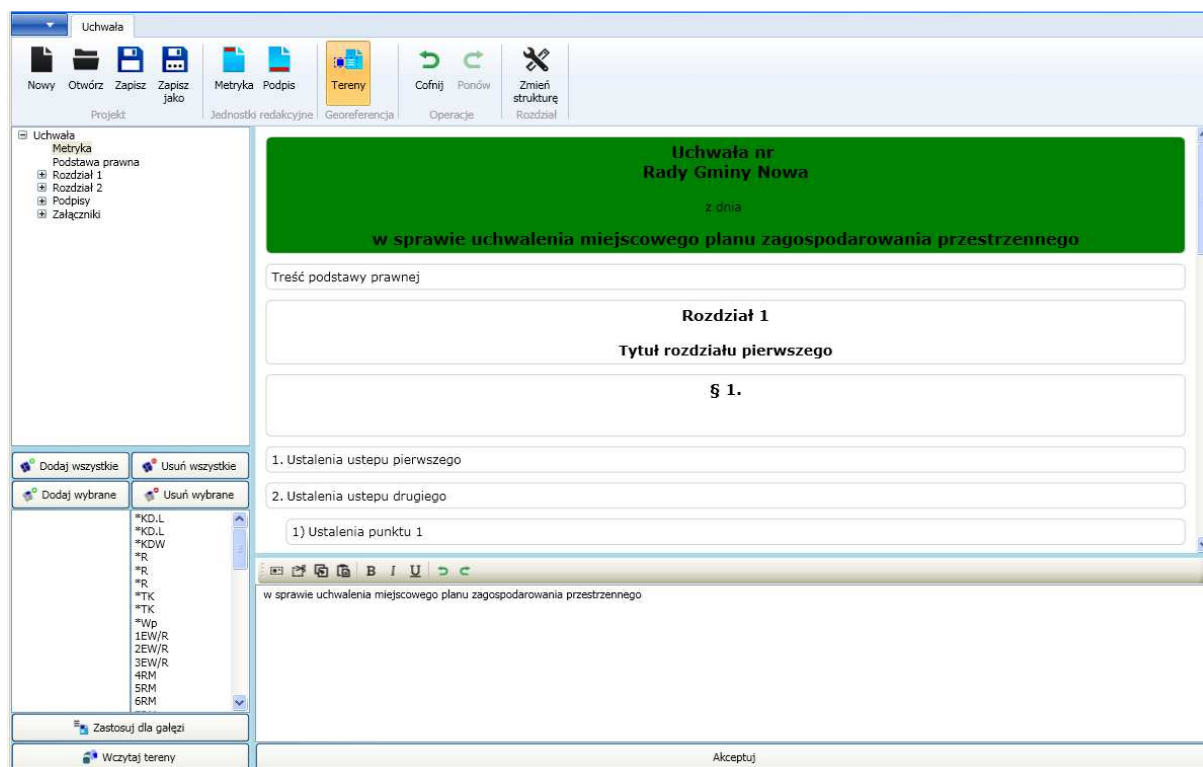 Uchwała
Nowy
Otwórz
Zapisz
Zapisz
jako
Metryka
Podpis
Tereny
Cofnij
Ponów
Zmień
strukturę
Projekt
Jednostki redakcyjne
Georeferencja
Operacje
Rozdział
Uchwała
Metryka
Podstawa prawna
Rozdział 1
Rozdział 2
Podpisy
Załączniki
Uchwała nr
Rady Gminy Nowa
z dnia
w sprawie uchwalenia miejscowego planu zagospodarowania przestrzennego
Treść podstawy prawnej
Rozdział 1
Tytuł rozdziału pierwszego
§ 1.
1. Ustalenia ustepu pierwszego
2. Ustalenia ustepu drugiego
1) Ustalenia punktu 1
Dodaj wszystkie
Usuń wszystkie
Dodaj wybrane
Usuń wybrane
*KD.L
*KD.L
*KDW
*R
*R
*R
*TK
*TK
*Wp
1EW/R
2EW/R
3EW/R
4RM
5RM
6RM
B I U
w sprawie uchwalenia miejscowego planu zagospodarowania przestrzennego
Zastosuj dla gałęzi
Wczytaj tereny
Akceptuj